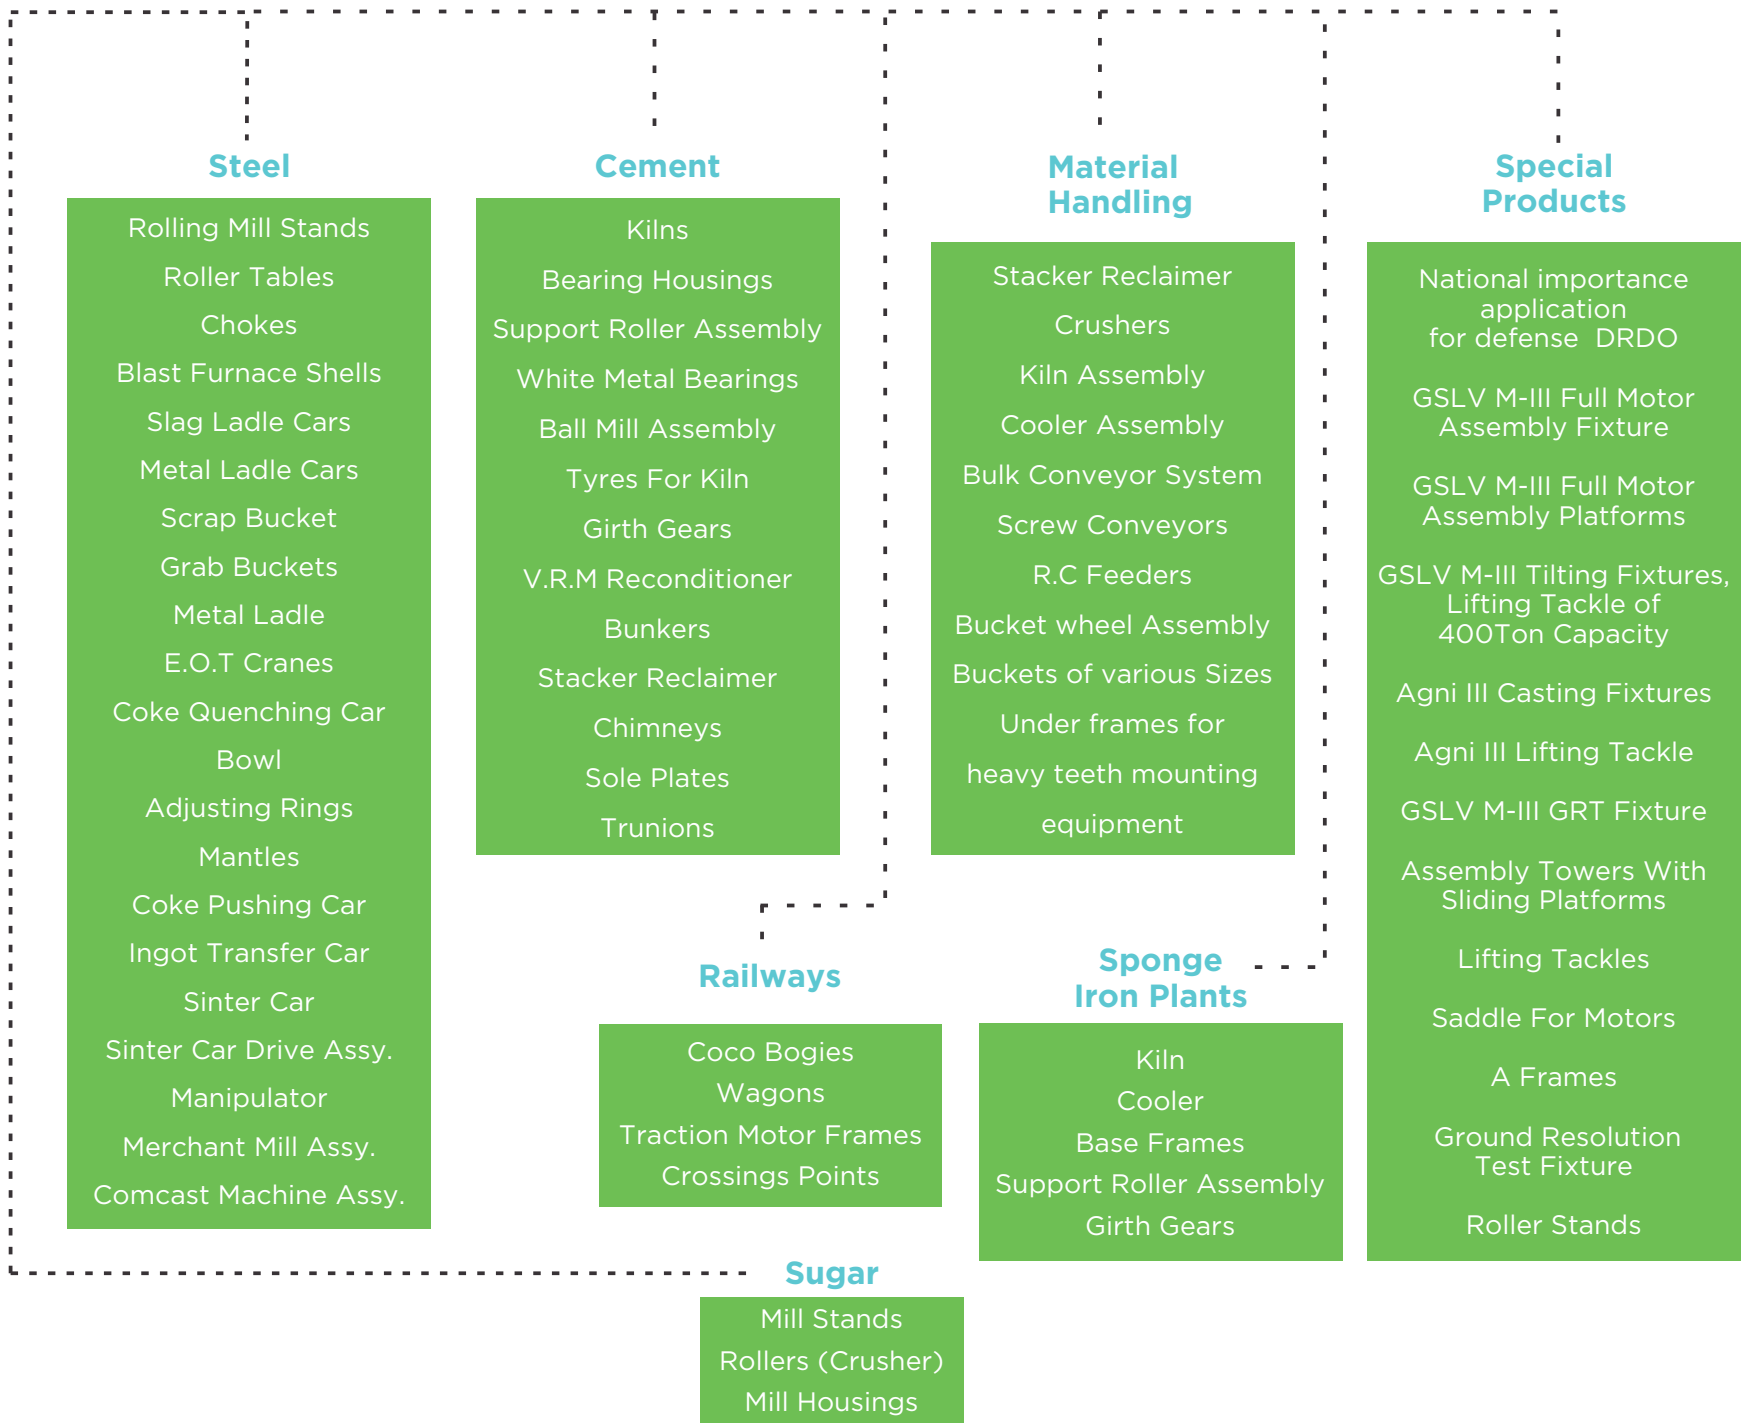 Steel
Rolling Mill Stands
Roller Tables
Chokes
Blast Furnace Shells
Slag Ladle Cars
Metal Ladle Cars
Scrap Bucket
Grab Buckets
Metal Ladle
E.O.T Cranes
Coke Quenching Car
Bowl
Adjusting Rings
Mantles
Coke Pushing Car
Ingot Transfer Car
Sinter Car
Sinter Car Drive Assy.
Manipulator
Merchant Mill Assy.
Comcast Machine Assy.
Cement
Kilns
Bearing Housings
Support Roller Assembly
White Metal Bearings
Ball Mill Assembly
Tyres For Kiln
Girth Gears
V.R.M Reconditioner
Bunkers
Stacker Reclaimer
Chimneys
Sole Plates
Trunions
Material
Handling
Stacker Reclaimer
Crushers
Kiln Assembly
Cooler Assembly
Bulk Conveyor System
Screw Conveyors
R.C Feeders
Bucket wheel Assembly
Buckets of various Sizes
Under frames for
heavy teeth mounting
equipment
Special
Products
National importance
application
for defense DRDO
GSLV M-III Full Motor
Assembly Fixture
GSLV M-III Full Motor
Assembly Platforms
GSLV M-III Tilting Fixtures,
Lifting Tackle of
400Ton Capacity
Agni III Casting Fixtures
Agni III Lifting Tackle
GSLV M-III GRT Fixture
Assembly Towers With
Sliding Platforms
Lifting Tackles
Saddle For Motors
A Frames
Ground Resolution
Test Fixture
Roller Stands
Railways
Coco Bogies
Wagons
Traction Motor Frames
Crossings Points
Sponge
Iron Plants
Kiln
Cooler
Base Frames
Support Roller Assembly
Girth Gears
Sugar
Mill Stands
Rollers (Crusher)
Mill Housings